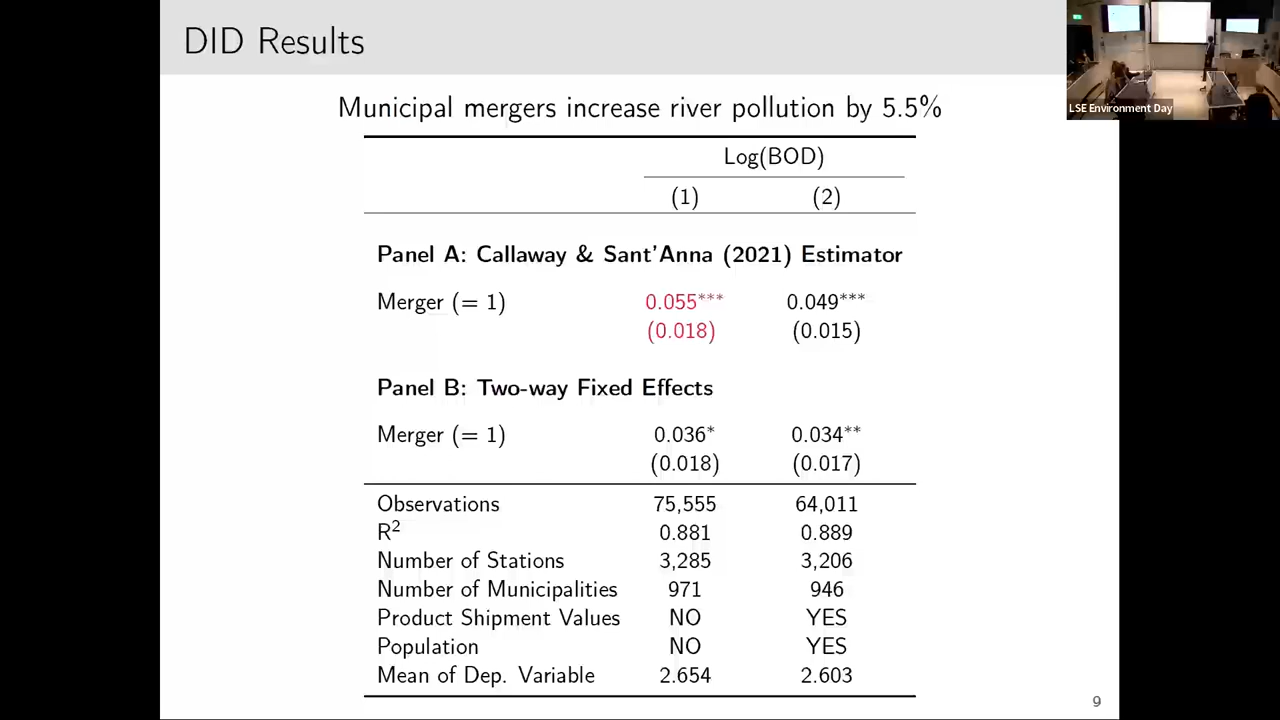 DID Results
LSE Environment Day
Municipal mergers increase river pollution by 5.5%
Log(BOD)
(1) (2)
Panel A: Callaway & Sant'Anna (2021) Estimator
Merger (= 1) 0.055*** 0.049***
(0.018) (0.015)
Panel B: Two-way Fixed Effects
Merger (= 1) 0.036* 0.034**
(0.018) (0.017)
Observations 75,555 64,011
R² 0.881 0.889
Number of Stations 3,285 3,206
Number of Municipalities 971 946
Product Shipment Values NO YES
Population NO YES
Mean of Dep. Variable 2.654 2.603
9